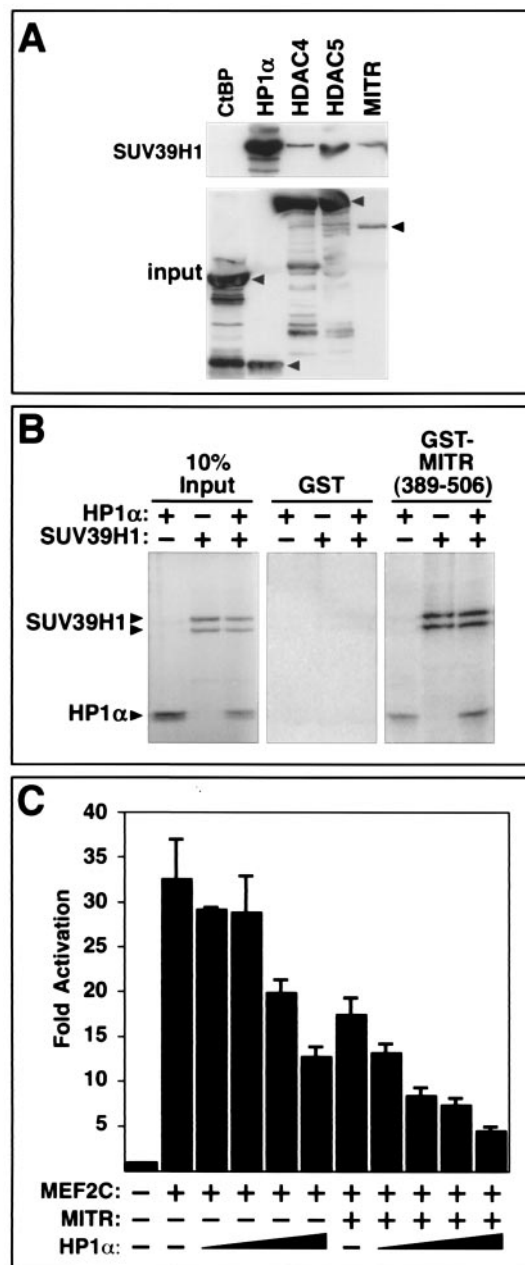 A
CtBP
HP1α
HDAC4
HDAC5
MITR
SUV39H1
input
B
10% Input
GST
GST-MITR (389-506)
HP1α: + – + + – + + – +
SUV39H1: – + + – + + – + +
SUV39H1
HP1α
C
40
35
30
25
20
15
10
5
Fold Activation
MEF2C: – + + + + + + + + + +
MITR: – – – – – – + + + + +
HP1α: – – –